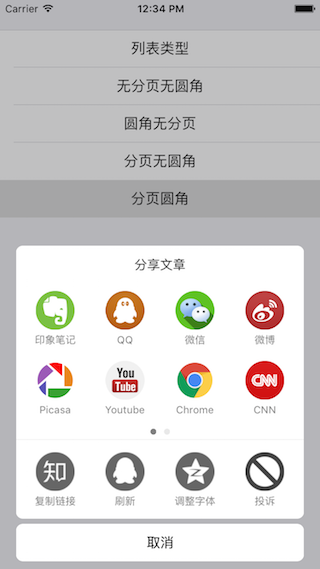 Carrier 12:34 PM
列表类型
无分页无圆角
圆角无分页
分页无圆角
分页圆角
分享文章
印象笔记 QQ 微信 微博
You Tube CNN
Picasa Youtube Chrome CNN
知
复制链接 刷新 调整字体 投诉
取消